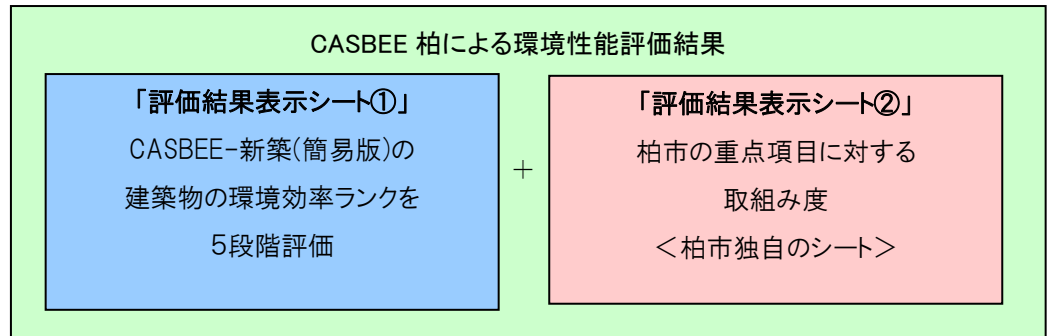 CASBEE 柏による環境性能評価結果
「評価結果表示シート①」
CASBEE-新築(簡易版)の
建築物の環境効率ランクを
5段階評価
＋
「評価結果表示シート②」
柏市の重点項目に対する
取組み度
＜柏市独自のシート＞